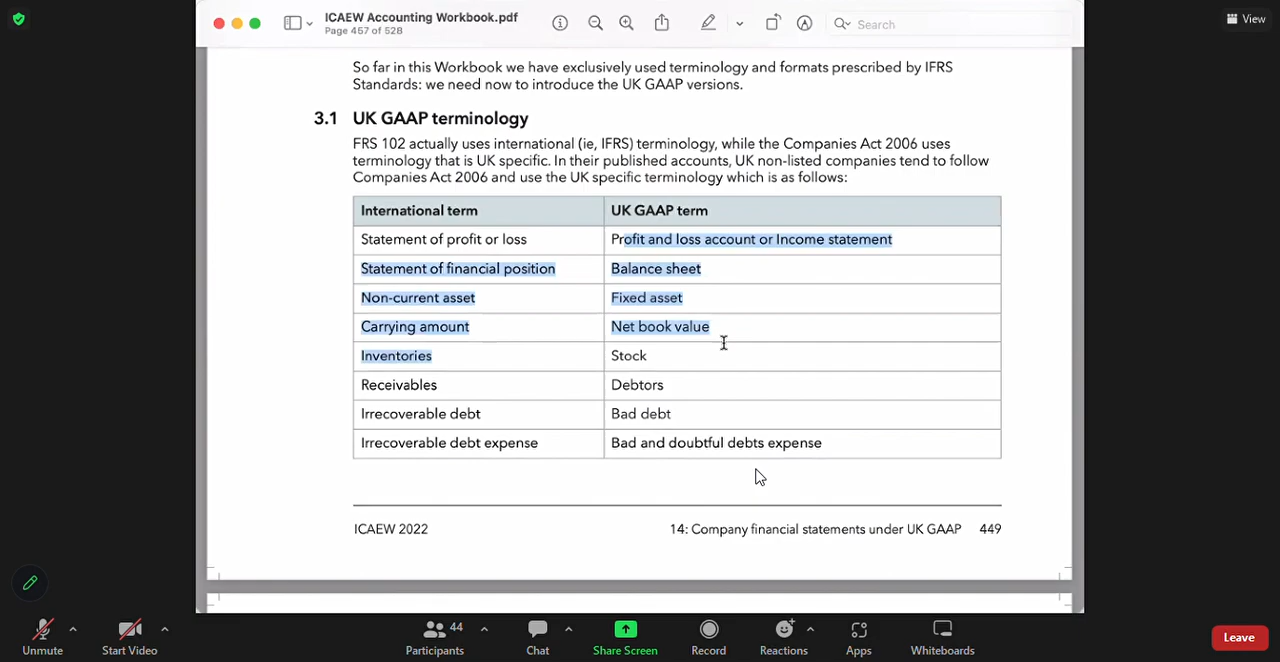 ICAEW Accounting Workbook.pdf
Page 457 of 528
Search
View
So far in this Workbook we have exclusively used terminology and formats prescribed by IFRS
Standards: we need now to introduce the UK GAAP versions.
3.1 UK GAAP terminology
FRS 102 actually uses international (ie, IFRS) terminology, while the Companies Act 2006 uses
terminology that is UK specific. In their published accounts, UK non-listed companies tend to follow
Companies Act 2006 and use the UK specific terminology which is as follows:
International term UK GAAP term
Statement of profit or loss Profit and loss account or Income statement
Statement of financial position Balance sheet
Non-current asset Fixed asset
Carrying amount Net book value
Inventories Stock
Receivables Debtors
Irrecoverable debt Bad debt
Irrecoverable debt expense Bad and doubtful debts expense
ICAEW 2022 14: Company financial statements under UK GAAP 449
44
Unmute Start Video Participants Chat Share Screen Record Reactions Apps Whiteboards Leave